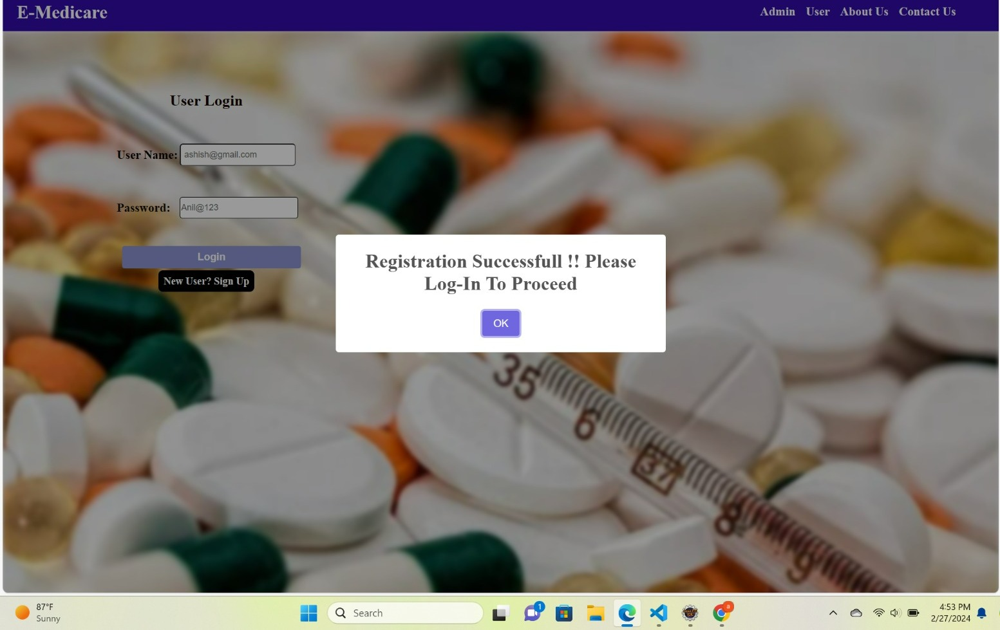 E-Medicare
Admin User About Us Contact Us
User Login
User Name: ashish@gmail.com
Password: Anil@123
Login
New User? Sign Up
Registration Successfull !! Please
Log-In To Proceed
OK
35
6
37
8
9
87°F
Sunny
Search
1
a
4:53 PM
2/27/2024